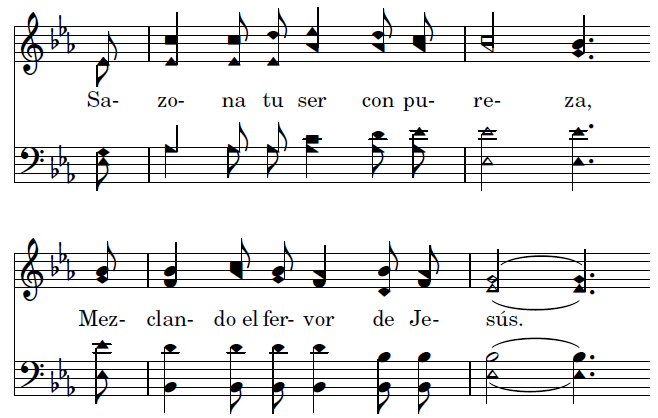 Sa- zo- na tu ser con pu- re- za,
Mez- clan- do el fer- vor de Je- sús.